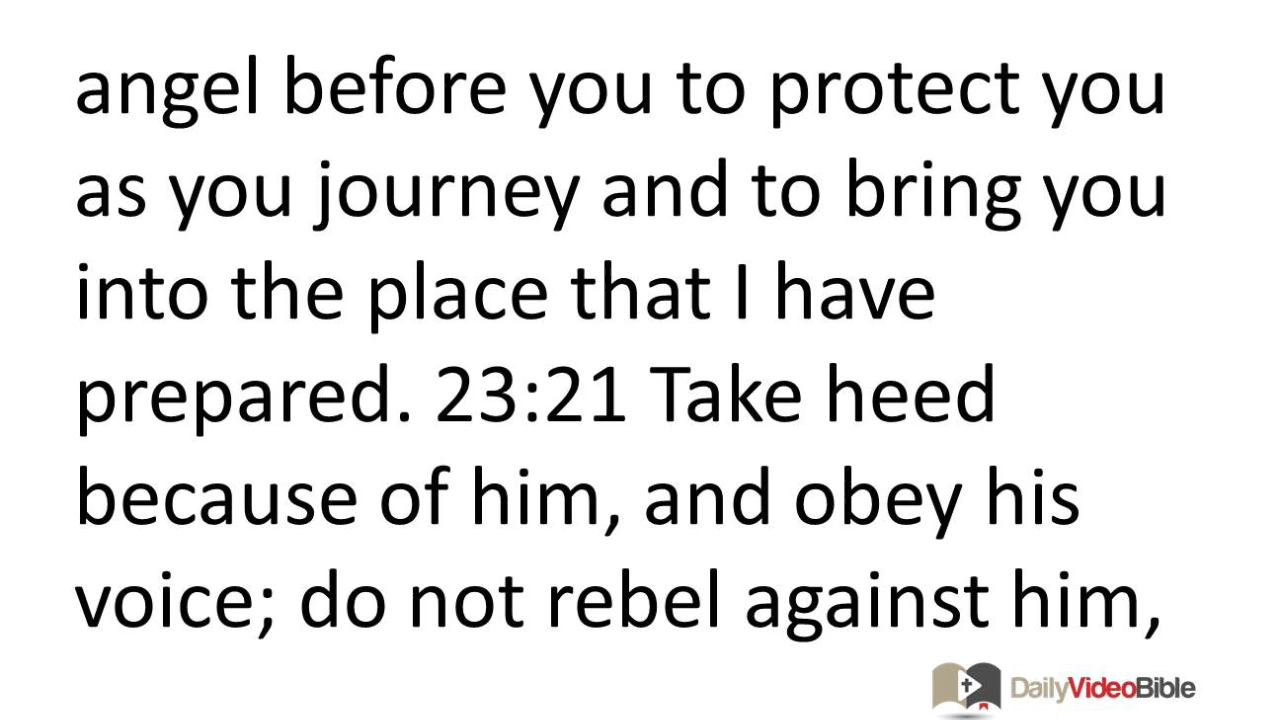 angel before you to protect you
as you journey and to bring you
into the place that I have
prepared. 23:21 Take heed
because of him, and obey his
voice; do not rebel against him,
DailyVideoBible